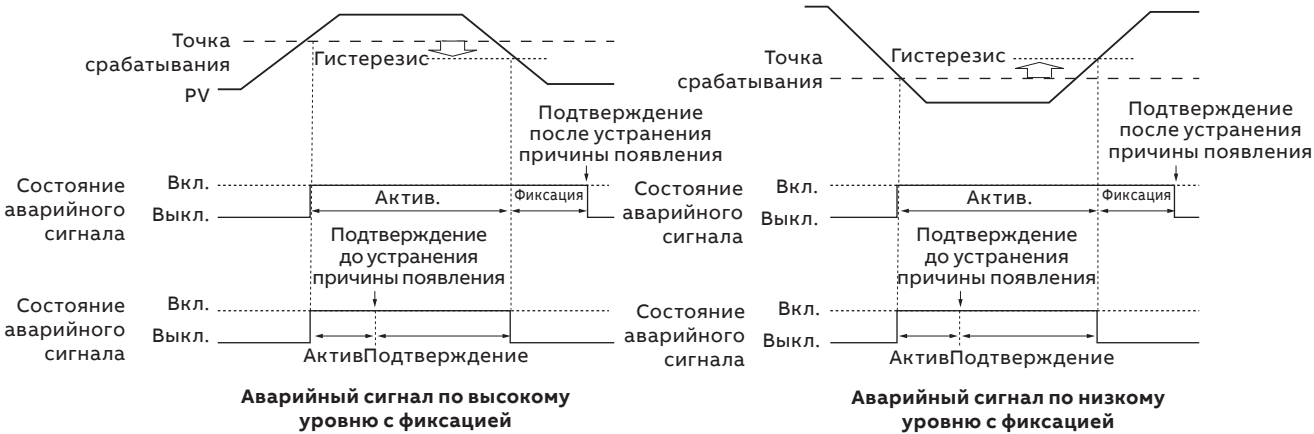 Точка
срабатывания
Гистерезис
PV
Подтверждение
после устранения
причины появления
Состояние
аварийного
сигнала
Вкл.
Выкл.
Актив.
Фиксация
Подтверждение
до устранения
причины появления
Состояние
аварийного
сигнала
Вкл.
Выкл.
Актив
Подтверждение
Аварийный сигнал по высокому
уровню с фиксацией
Точка
срабатывания
Гистерезис
Подтверждение
после устранения
причины появления
Состояние
аварийного
сигнала
Вкл.
Выкл.
Актив.
Фиксация
Подтверждение
до устранения
причины появления
Состояние
аварийного
сигнала
Вкл.
Выкл.
Актив
Подтверждение
Аварийный сигнал по низкому
уровню с фиксацией